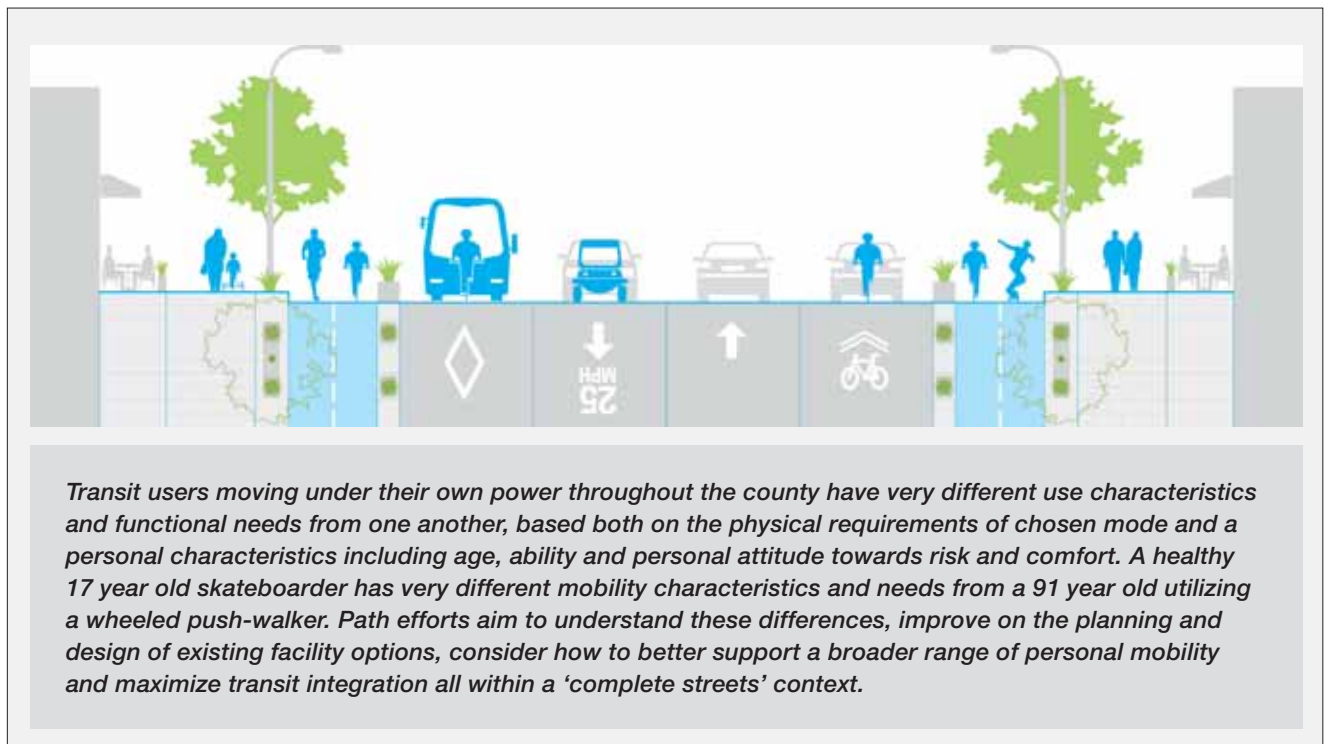 25
MPH
Transit users moving under their own power throughout the county have very different use characteristics
and functional needs from one another, based both on the physical requirements of chosen mode and a
personal characteristics including age, ability and personal attitude towards risk and comfort. A healthy
17 year old skateboarder has very different mobility characteristics and needs from a 91 year old utilizing
a wheeled push-walker. Path efforts aim to understand these differences, improve on the planning and
design of existing facility options, consider how to better support a broader range of personal mobility
and maximize transit integration all within a ‘complete streets’ context.